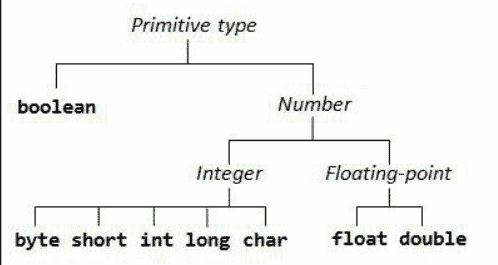 Primitive type
boolean Number
Integer Floating-point
byte short int long char float double